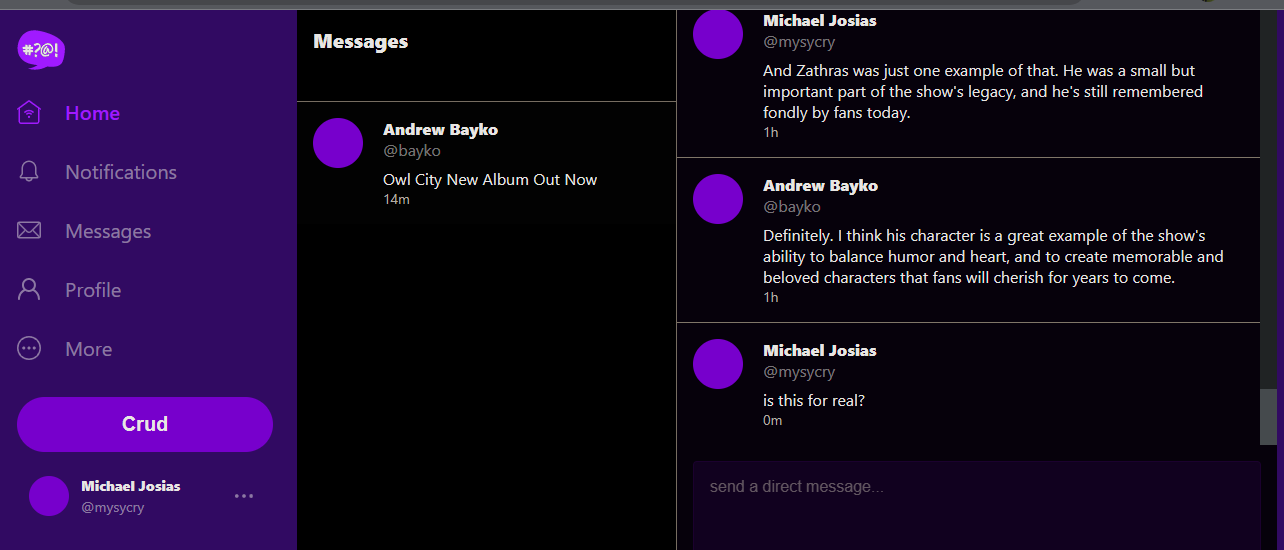 #?@!
Home
Notifications
Messages
Profile
More
Crud
Michael Josias
@mysycry
Messages
Andrew Bayko
@bayko
Owl City New Album Out Now
14m
Michael Josias
@mysycry
And Zathras was just one example of that. He was a small but
important part of the show's legacy, and he's still remembered
fondly by fans today.
1h
Andrew Bayko
@bayko
Definitely. I think his character is a great example of the show's
ability to balance humor and heart, and to create memorable and
beloved characters that fans will cherish for years to come.
1h
Michael Josias
@mysycry
is this for real?
0m
send a direct message...